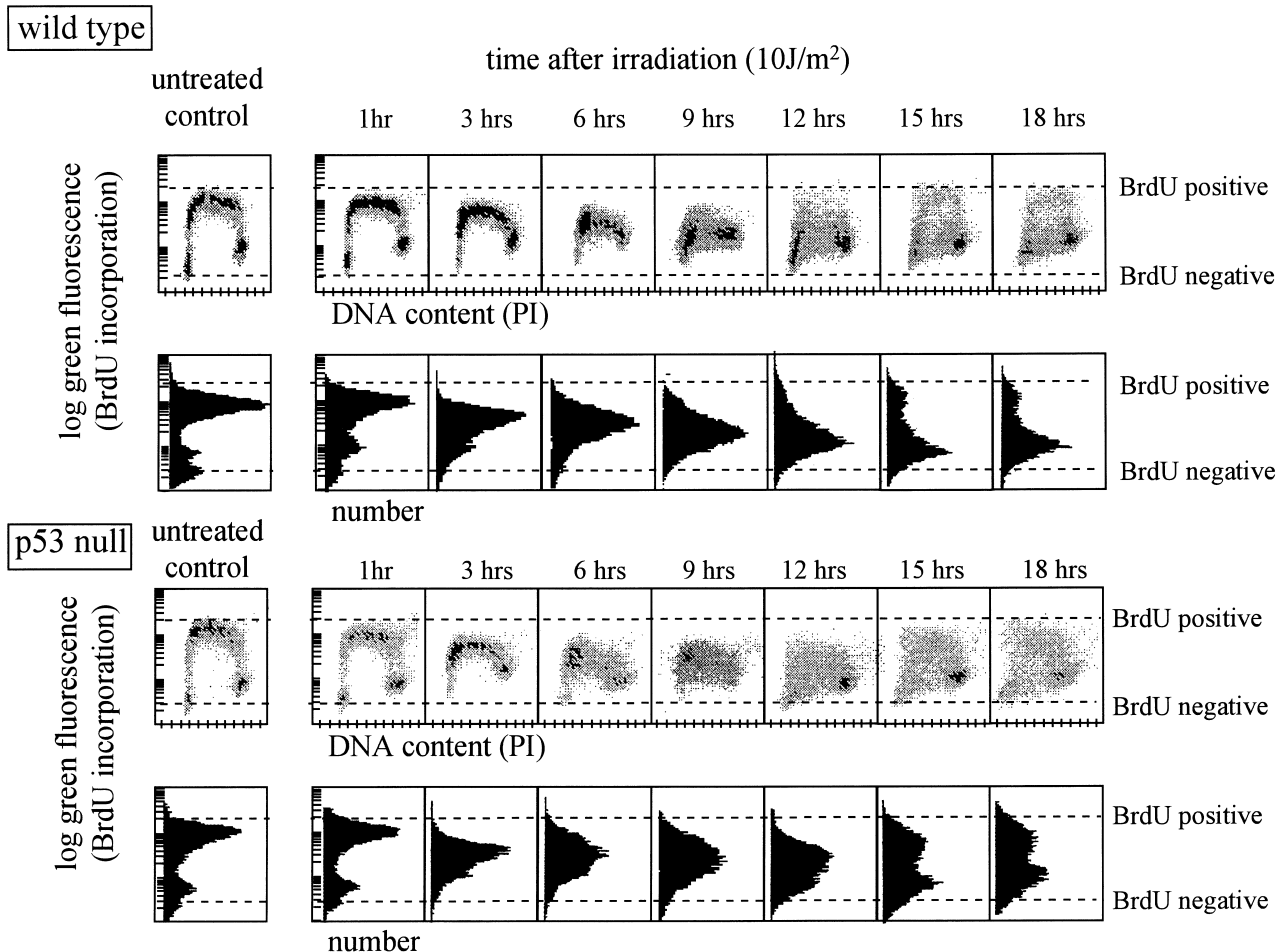 wild type
time after irradiation (10J/m²)
untreated
control
1hr
3 hrs
6 hrs
9 hrs
12 hrs
15 hrs
18 hrs
log green fluorescence
(BrdU incorporation)
BrdU positive
BrdU negative
DNA content (PI)
BrdU positive
BrdU negative
number
p53 null
untreated
control
1hr
3 hrs
6 hrs
9 hrs
12 hrs
15 hrs
18 hrs
log green fluorescence
(BrdU incorporation)
BrdU positive
BrdU negative
DNA content (PI)
BrdU positive
BrdU negative
number